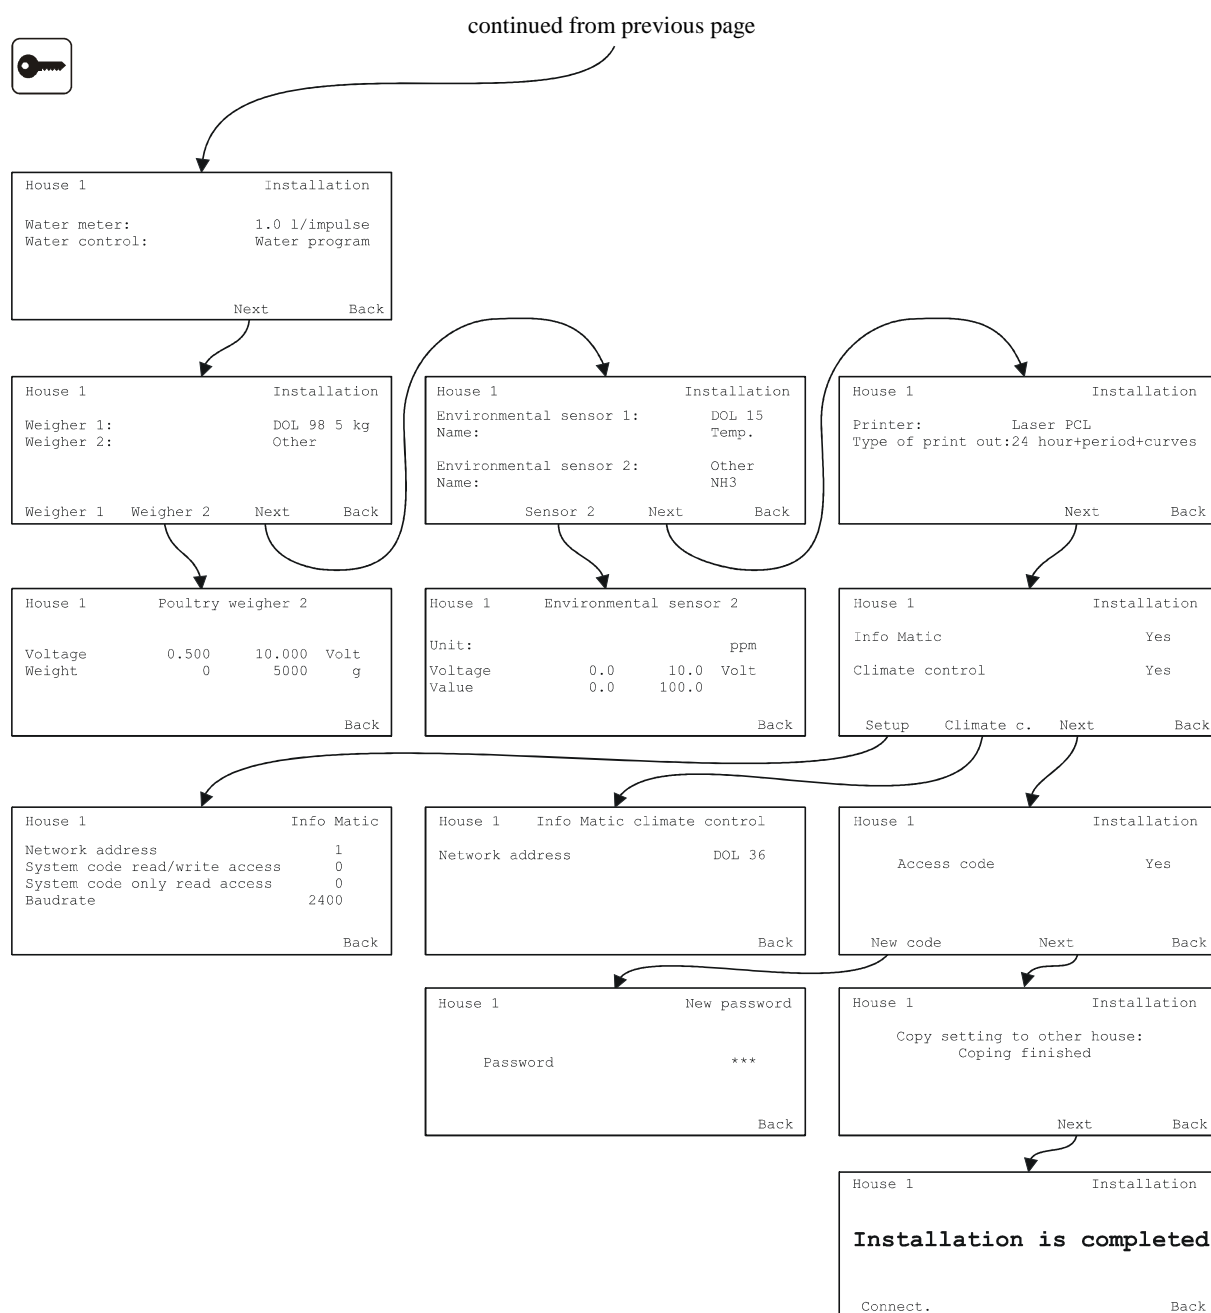 continued from previous page
House 1 Installation
Water meter: 1.0 l/impulse
Water control: Water program
Next Back
House 1 Installation
Weigher 1: DOL 98 5 kg
Weigher 2: Other
Weigher 1 Weigher 2 Next Back
House 1 Installation
Environmental sensor 1: DOL 15
Name: Temp.
Environmental sensor 2: Other
Name: NH3
Sensor 2 Next Back
House 1 Installation
Printer: Laser PCL
Type of print out:24 hour+period+curves
Next Back
House 1 Poultry weigher 2
Voltage 0.500 10.000 Volt
Weight 0 5000 g
Back
House 1 Environmental sensor 2
Unit: ppm
Voltage 0.0 10.0 Volt
Value 0.0 100.0
Back
House 1 Installation
Info Matic Yes
Climate control Yes
Setup Climate c. Next Back
House 1 Info Matic
Network address 1
System code read/write access 0
System code only read access 0
Baudrate 2400
Back
House 1 Info Matic climate control
Network address DOL 36
Back
House 1 Installation
Access code Yes
New code Next Back
House 1 New password
Password ***
Back
House 1 Installation
Copy setting to other house:
Coping finished
Next Back
House 1 Installation
Installation is completed
Connect. Back